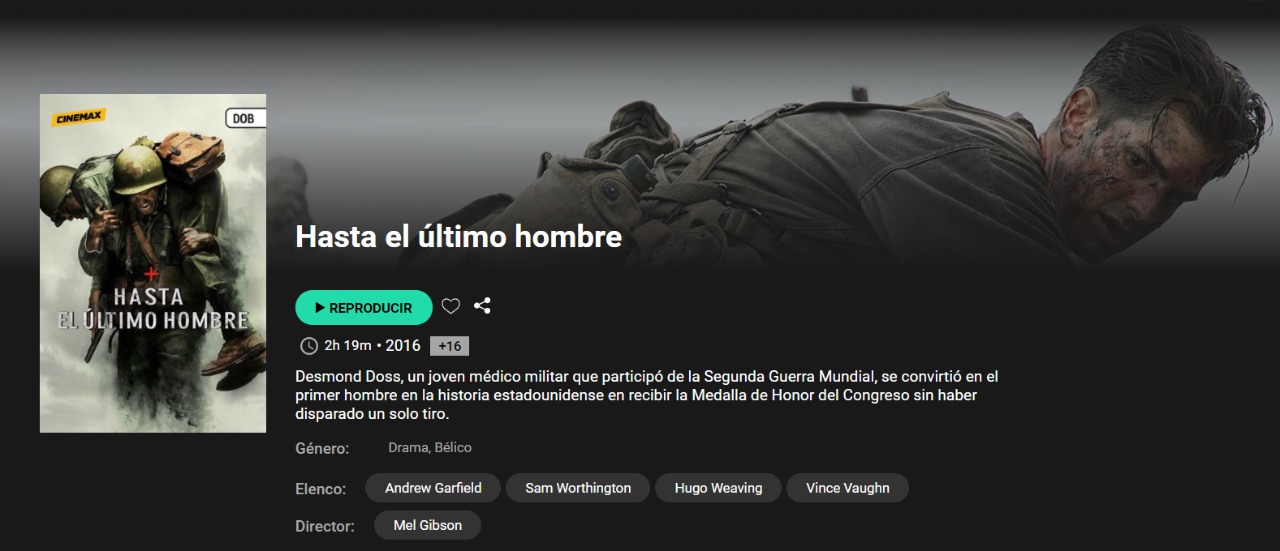 CINEMAX
DOB
HASTA
EL ÚLTIMO HOMBRE
Hasta el último hombre
REPRODUCIR
2h 19m • 2016 +16
Desmond Doss, un joven médico militar que participó de la Segunda Guerra Mundial, se convirtió en el
primer hombre en la historia estadounidense en recibir la Medalla de Honor del Congreso sin haber
disparado un solo tiro.
Género: Drama, Bélico
Elenco: Andrew Garfield Sam Worthington Hugo Weaving Vince Vaughn
Director: Mel Gibson